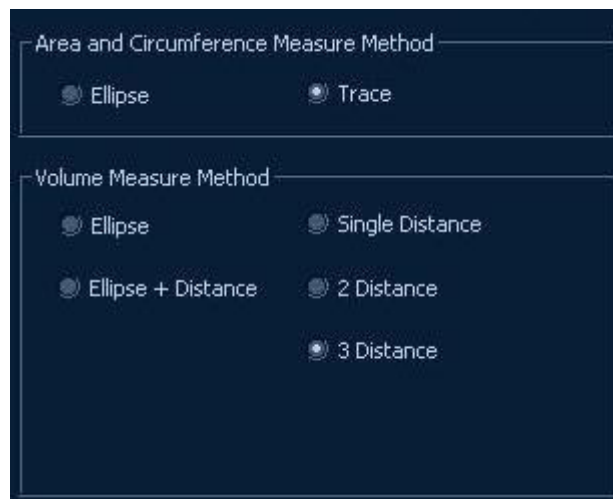 Area and Circumference Measure Method
Ellipse Trace
Volume Measure Method
Ellipse Single Distance
Ellipse + Distance 2 Distance
3 Distance